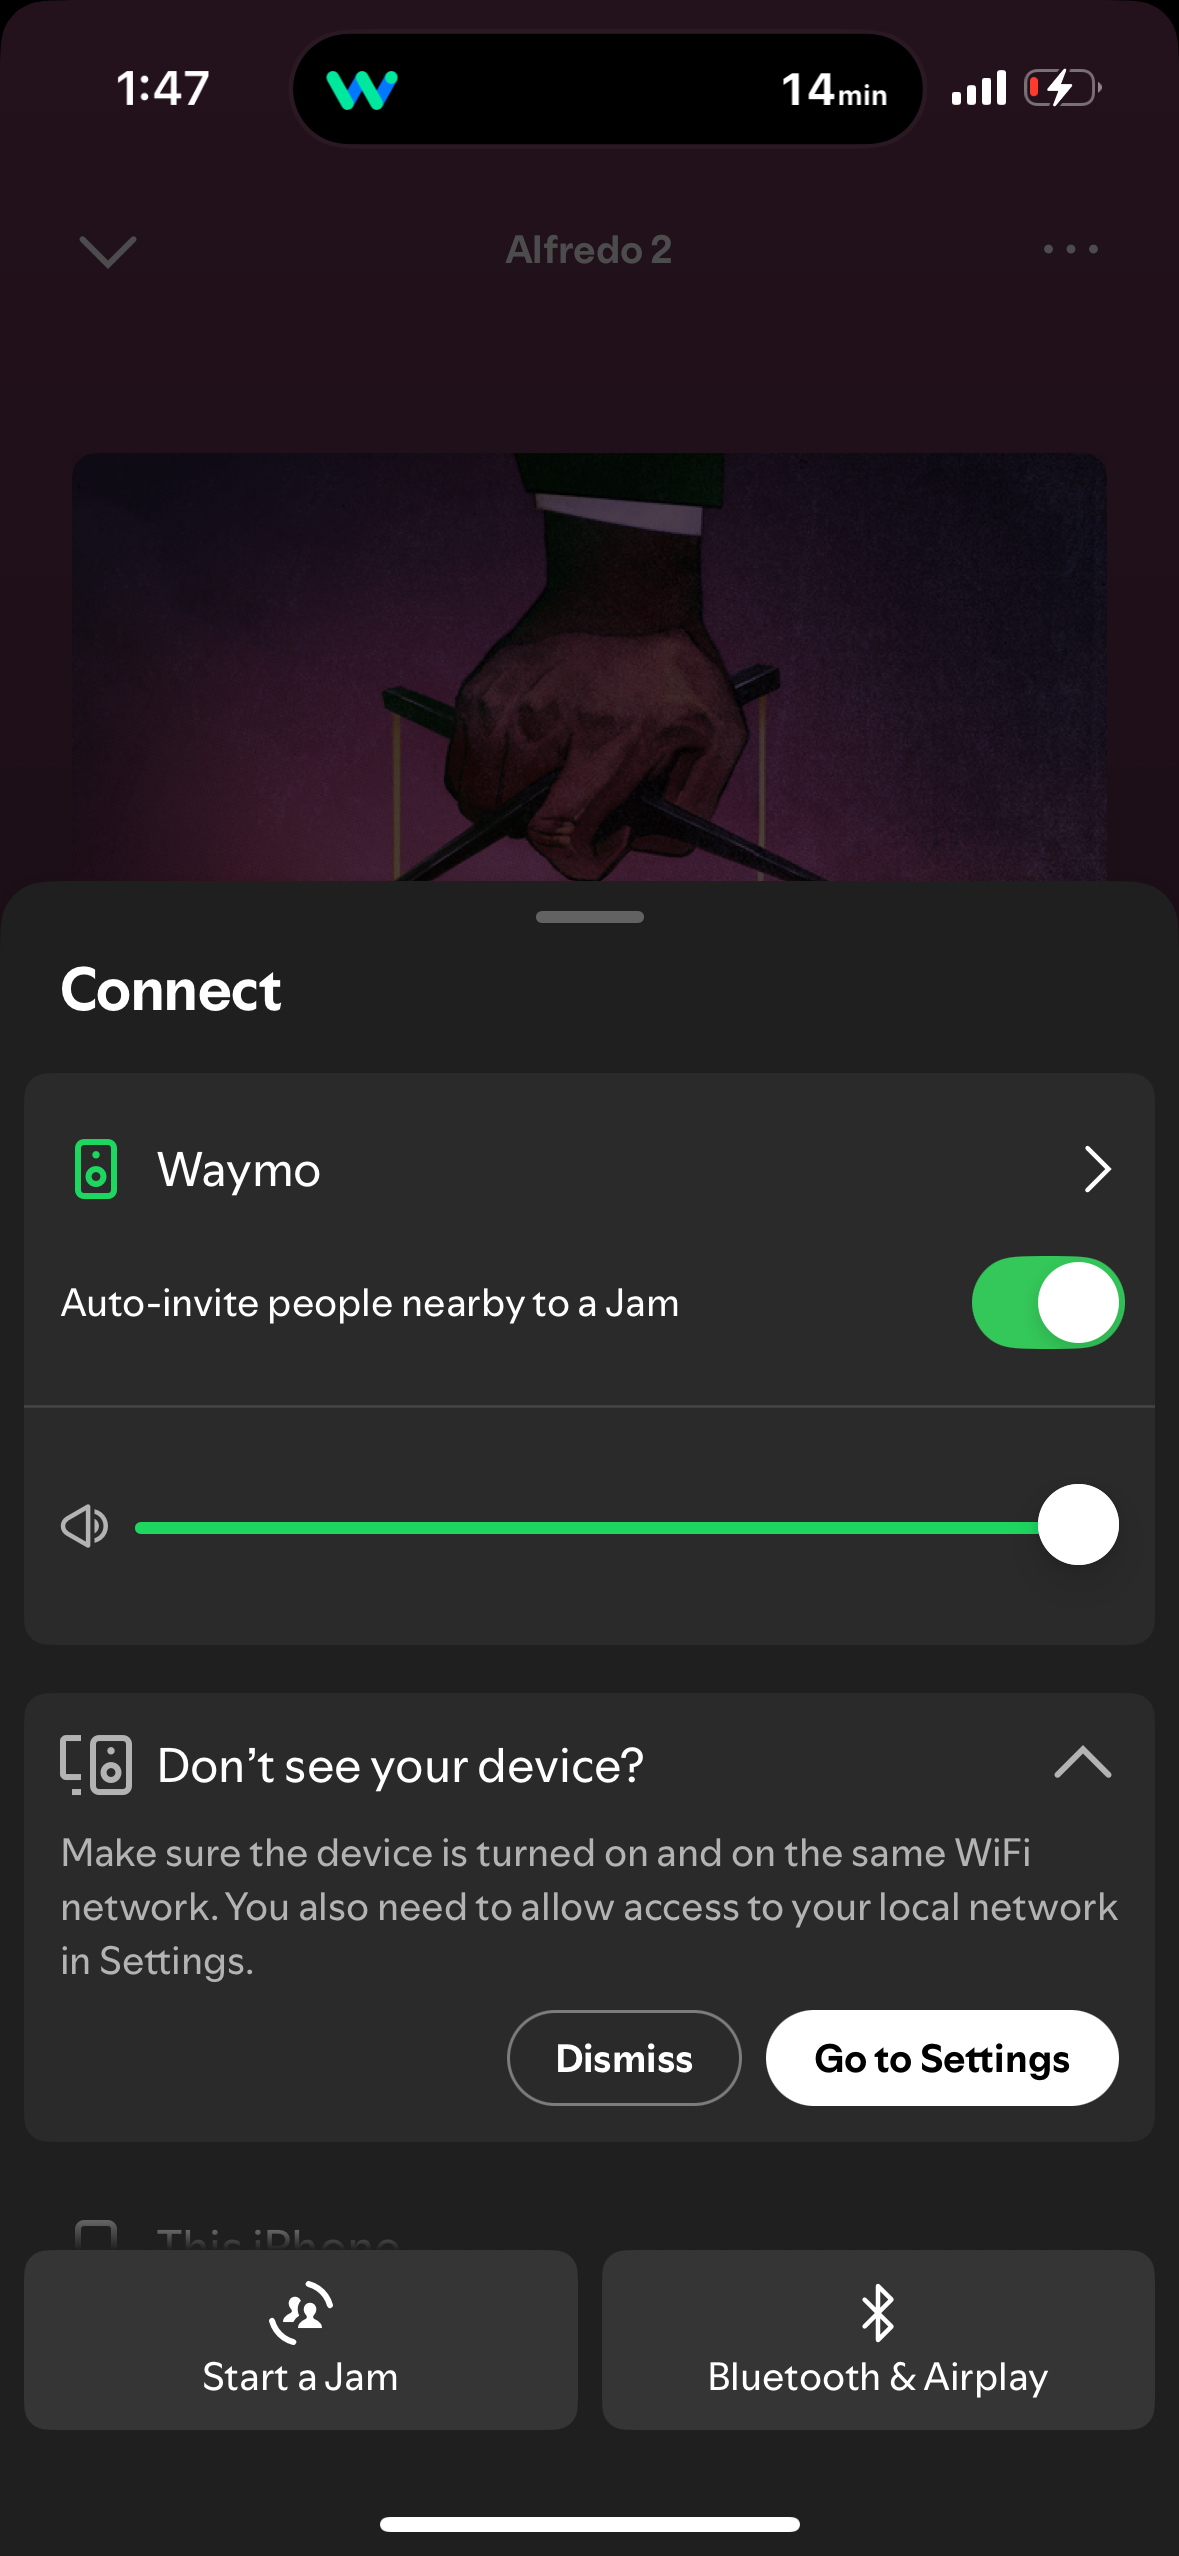 1:47
14min
Alfredo 2
Connect
Waymo
Auto-invite people nearby to a Jam
Don’t see your device?
Make sure the device is turned on and on the same WiFi
network. You also need to allow access to your local network
in Settings.
Dismiss
Go to Settings
This iPhone
Start a Jam
Bluetooth & Airplay